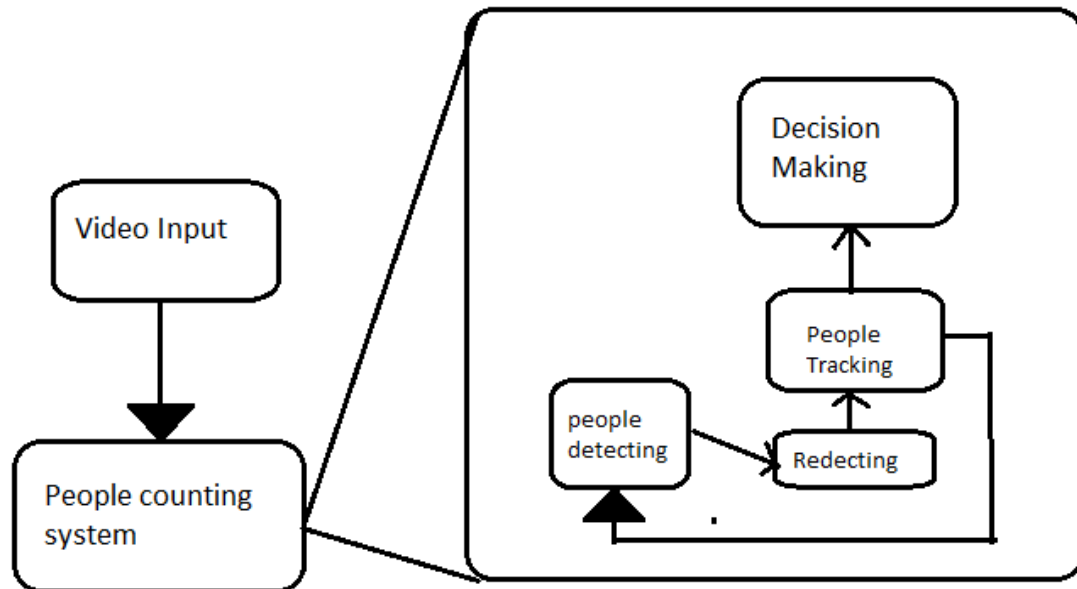 Video Input
People counting
system
Decision
Making
People
Tracking
people
detecting
Redecting